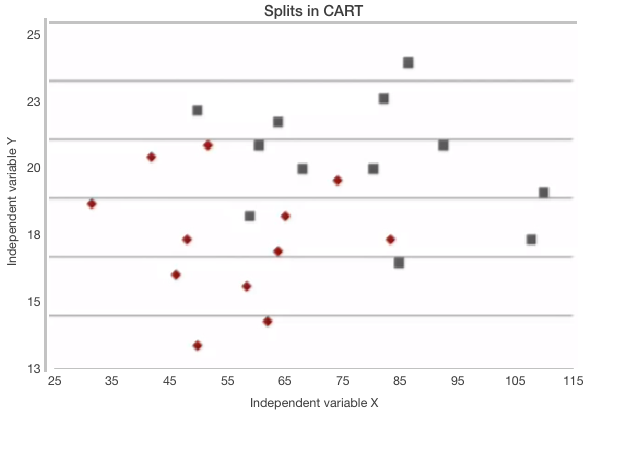 Splits in CART
Independent variable Y
25
23
20
18
15
13
25 35 45 55 65 75 85 95 105 115
Independent variable X